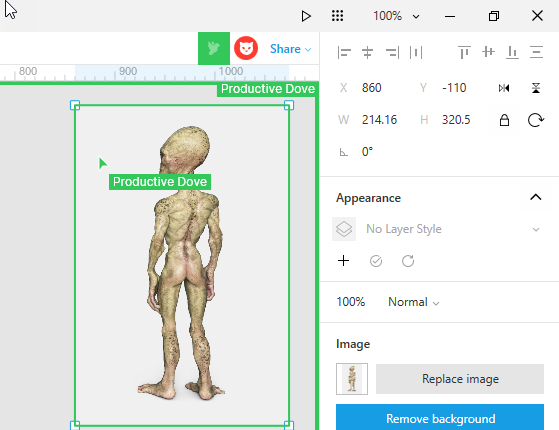 100%
Share
800
900
1000
Productive Dove
Productive Dove
X 860 Y -110
W 214.16 H 320.5
0°
Appearance
No Layer Style
100% Normal
Image
Replace image
Remove background